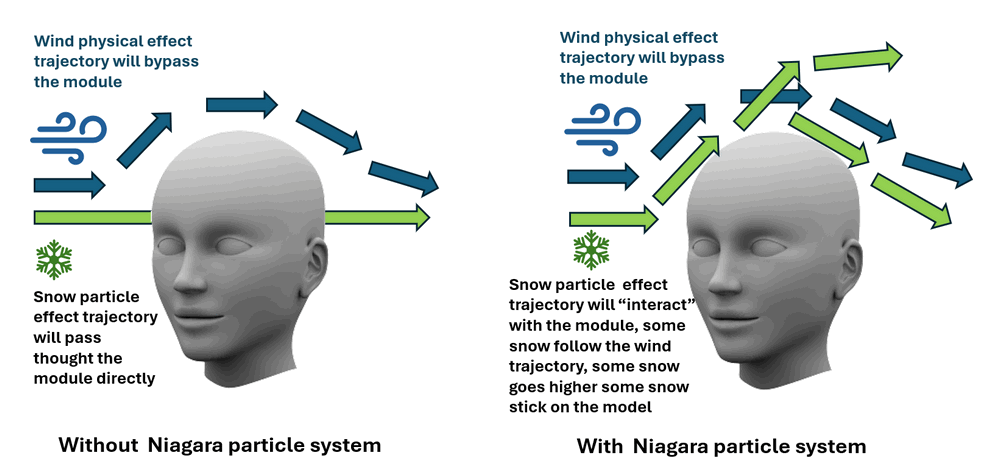 Wind physical effect
trajectory will bypass
the module
Snow particle
effect trajectory
will pass
thought the
module directly
Without Niagara particle system
Wind physical effect
trajectory will bypass
the module
Snow particle effect
trajectory will “interact”
with the module, some
snow follow the wind
trajectory, some snow
goes higher some snow
stick on the model
With Niagara particle system